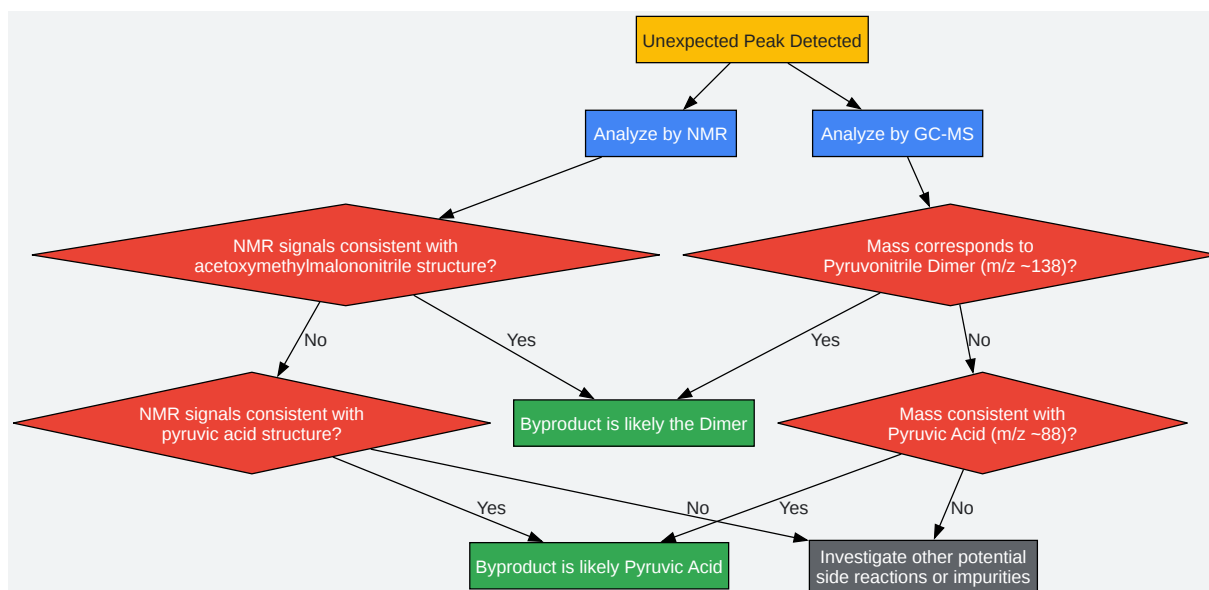 Unexpected Peak Detected
Analyze by NMR
Analyze by GC-MS
NMR signals consistent with
acetoxymethylmalononitrile structure?
Mass corresponds to
Pyruvonitrile Dimer (m/z ~138)?
No
Yes
Yes
No
NMR signals consistent with
pyruvic acid structure?
Byproduct is likely the Dimer
Mass consistent with
Pyruvic Acid (m/z ~88)?
Yes
No
Yes
No
Byproduct is likely Pyruvic Acid
Investigate other potential
side reactions or impurities